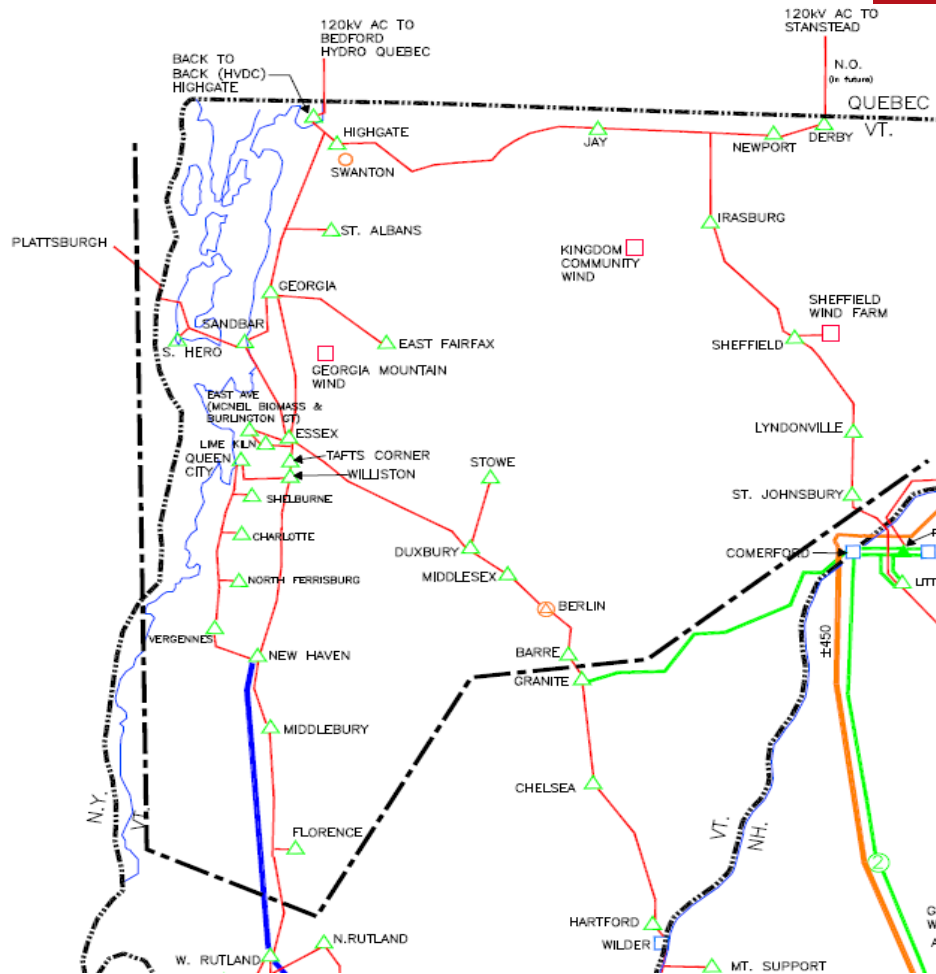 120kV AC TO
BEDFORD
HYDRO QUEBEC
120kV AC TO
STANSTEAD
BACK TO
BACK (HVDC)
HIGHGATE
N.O.
(in future)
QUEBEC
VT.
HIGHGATE
SWANTON
JAY
NEWPORT
DERBY
ST. ALBANS
IRASBURG
PLATTSBURGH
KINGDOM
COMMUNITY
WIND
GEORGIA
SHEFFIELD
WIND FARM
SANDBAR
S. HERO
EAST FAIRFAX
SHEFFIELD
GEORGIA MOUNTAIN
WIND
EAST AVE
(MCNEIL BIOMASS &
BURLINGTON GT)
ESSEX
LYNDONVILLE
LIME KILN
TAFTS CORNER
QUEEN
CITY
WILLISTON
STOWE
SHELBURNE
ST. JOHNSBURY
CHARLOTTE
DUXBURY
COMERFORD
MIDDLESEX
NORTH FERRISBURG
LITT
BERLIN
VERGENNES
±450
NEW HAVEN
BARRE
GRANITE
MIDDLEBURY
CHELSEA
N.Y.
VT.
VT.
NH.
FLORENCE
2
HARTFORD
WILDER
N.RUTLAND
W. RUTLAND
MT. SUPPORT